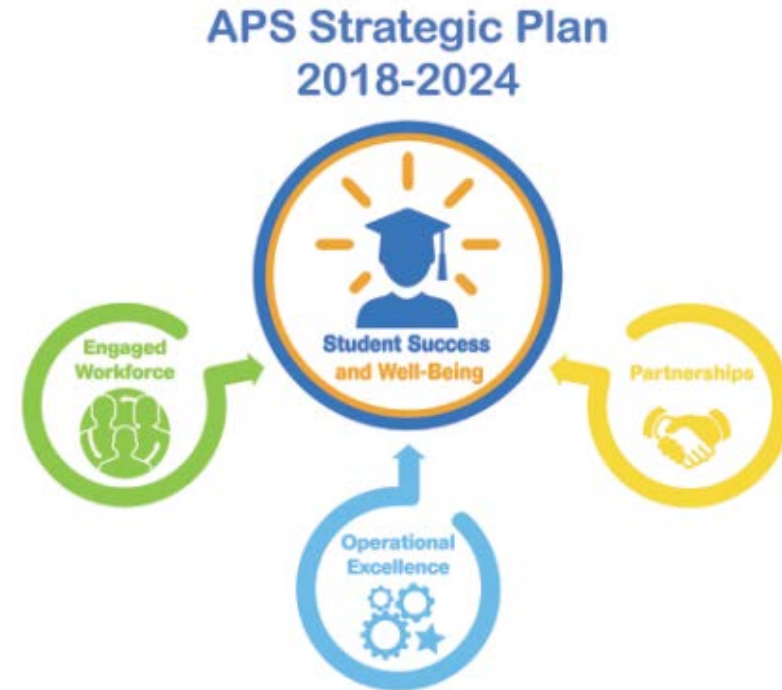 APS Strategic Plan
2018-2024
Student Success
and Well-Being
Engaged
Workforce
Partnerships
Operational
Excellence